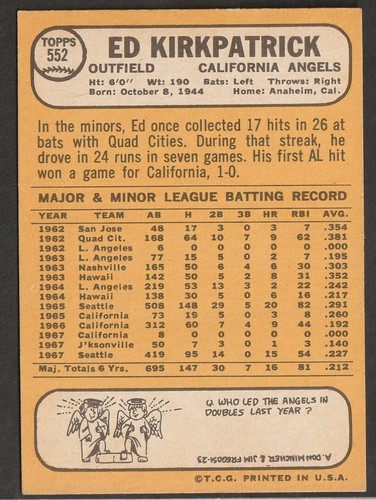 TOPPS
552
ED KIRKPATRICK
OUTFIELD CALIFORNIA ANGELS
Ht: 6'0" Wt: 190 Bats: Left Throws: Right
Born: October 8, 1944 Home: Anaheim, Cal.
In the minors, Ed once collected 17 hits in 26 at
bats with Quad Cities. During that streak, he
drove in 24 runs in seven games. His first AL hit
won a game for California, 1-0.
MAJOR & MINOR LEAGUE BATTING RECORD
YEAR TEAM AB H 2B 3B HR RBI AVG.
1962 San Jose 48 17 3 0 3 7 .354
1962 Quad Cit. 168 64 10 7 9 62 .381
1962 L. Angeles 6 0 0 0 0 0 .000
1963 L. Angeles 77 15 5 0 2 7 .195
1963 Nashville 165 50 6 4 6 30 .303
1963 Hawaii 142 50 5 2 8 31 .352
1964 L. Angeles 219 53 13 3 2 22 .242
1964 Hawaii 138 30 5 0 6 16 .217
1965 Seattle 508 148 29 5 20 82 .291
1965 California 73 19 5 0 3 8 .260
1966 California 312 60 7 4 9 44 .192
1967 California 8 0 0 0 0 0 .000
1967 J'ksonville 50 7 3 0 1 3 .140
1967 Seattle 419 95 14 0 15 54 .227
Maj. Totals 6 Yrs. 695 147 30 7 16 81 .212
Q. WHO LED THE ANGELS IN
DOUBLES LAST YEAR?
A. DON MINCHER & JIM FREGOSI-23
©T.C.G. PRINTED IN U.S.A.